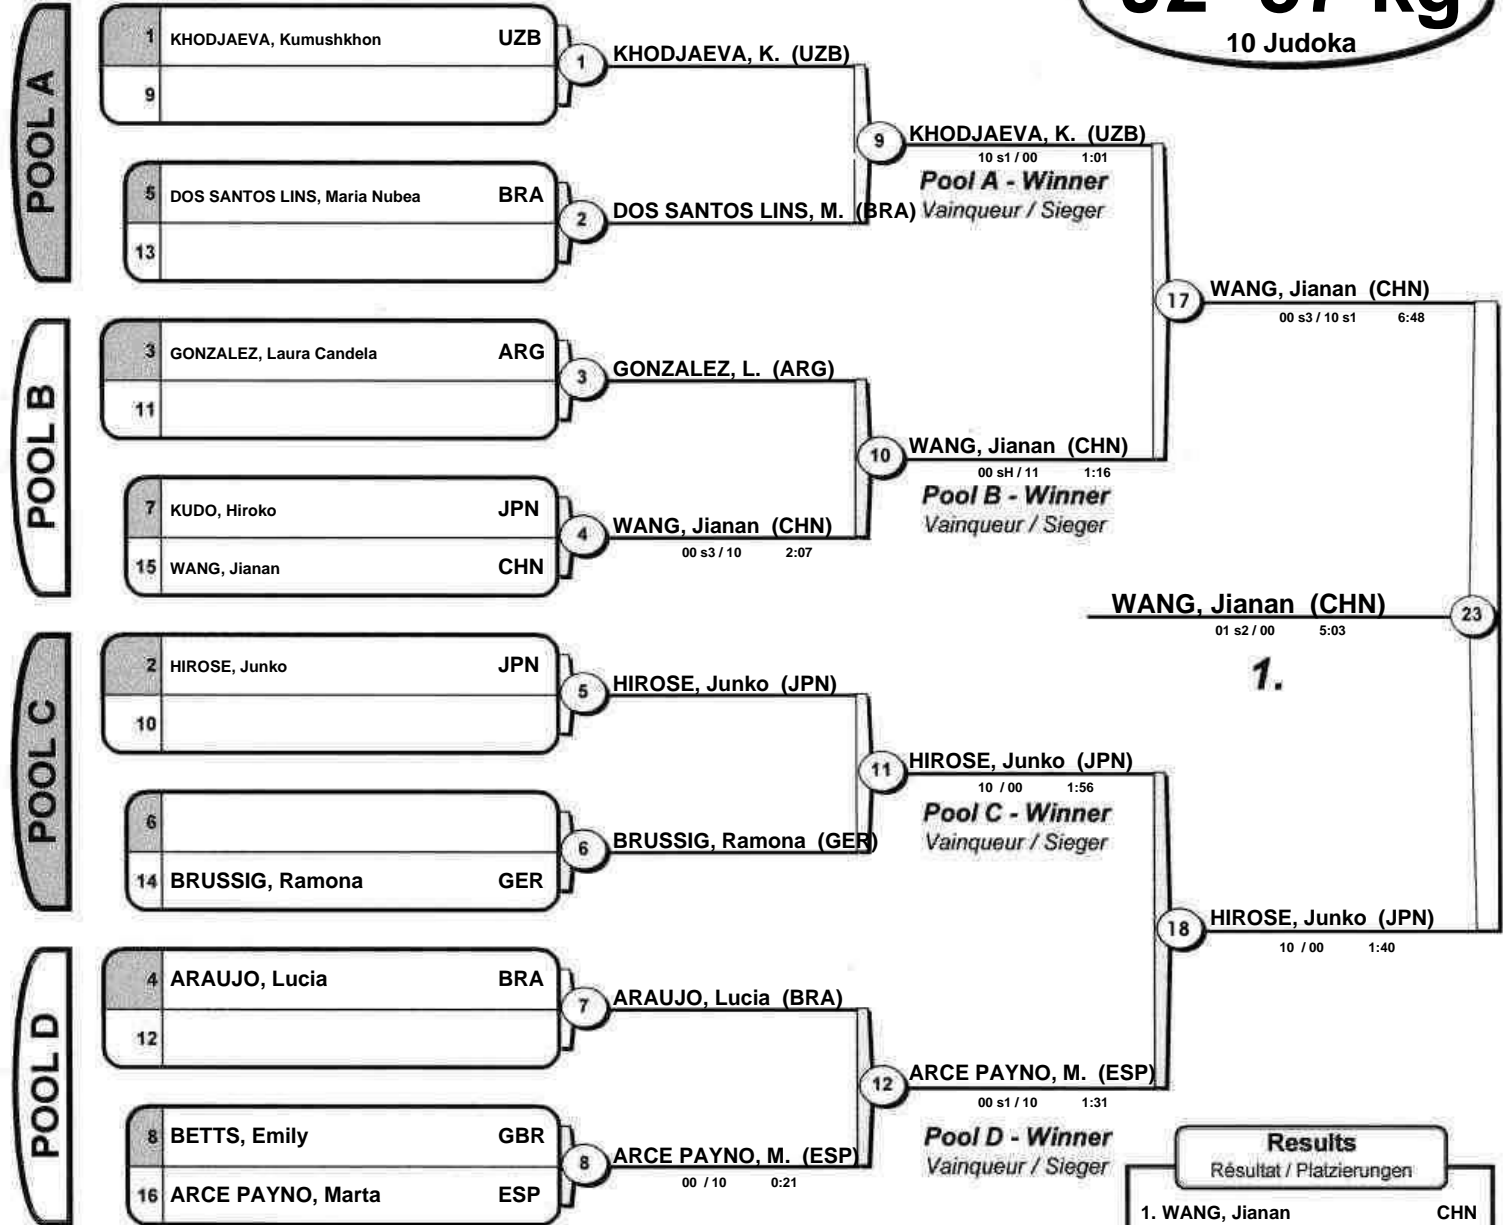 52 -57 kg
10 Judoka
POOL A
1 KHODJAEVA, Kumushkhon UZB
9
1
KHODJAEVA, K. (UZB)
5 DOS SANTOS LINS, Maria Nubea BRA
13
2
DOS SANTOS LINS, M. (BRA)
9
KHODJAEVA, K. (UZB)
10 s1 / 00 1:01
Pool A - Winner
Vainqueur / Sieger
POOL B
3 GONZALEZ, Laura Candela ARG
11
3
GONZALEZ, L. (ARG)
7 KUDO, Hiroko JPN
15 WANG, Jianan CHN
4
WANG, Jianan (CHN)
00 s3 / 10 2:07
10
WANG, Jianan (CHN)
00 sH / 11 1:16
Pool B - Winner
Vainqueur / Sieger
17
WANG, Jianan (CHN)
00 s3 / 10 s1 6:48
WANG, Jianan (CHN)
23
01 s2 / 00 5:03
1.
POOL C
2 HIROSE, Junko JPN
10
5
HIROSE, Junko (JPN)
6
14 BRUSSIG, Ramona GER
6
BRUSSIG, Ramona (GER)
11
HIROSE, Junko (JPN)
10 / 00 1:56
Pool C - Winner
Vainqueur / Sieger
POOL D
4 ARAUJO, Lucia BRA
12
7
ARAUJO, Lucia (BRA)
8 BETTS, Emily GBR
16 ARCE PAYNO, Marta ESP
8
ARCE PAYNO, M. (ESP)
00 / 10 0:21
12
ARCE PAYNO, M. (ESP)
00 s1 / 10 1:31
Pool D - Winner
Vainqueur / Sieger
18
HIROSE, Junko (JPN)
10 / 00 1:40
Results
Résultat / Platzierungen
1. WANG, Jianan CHN